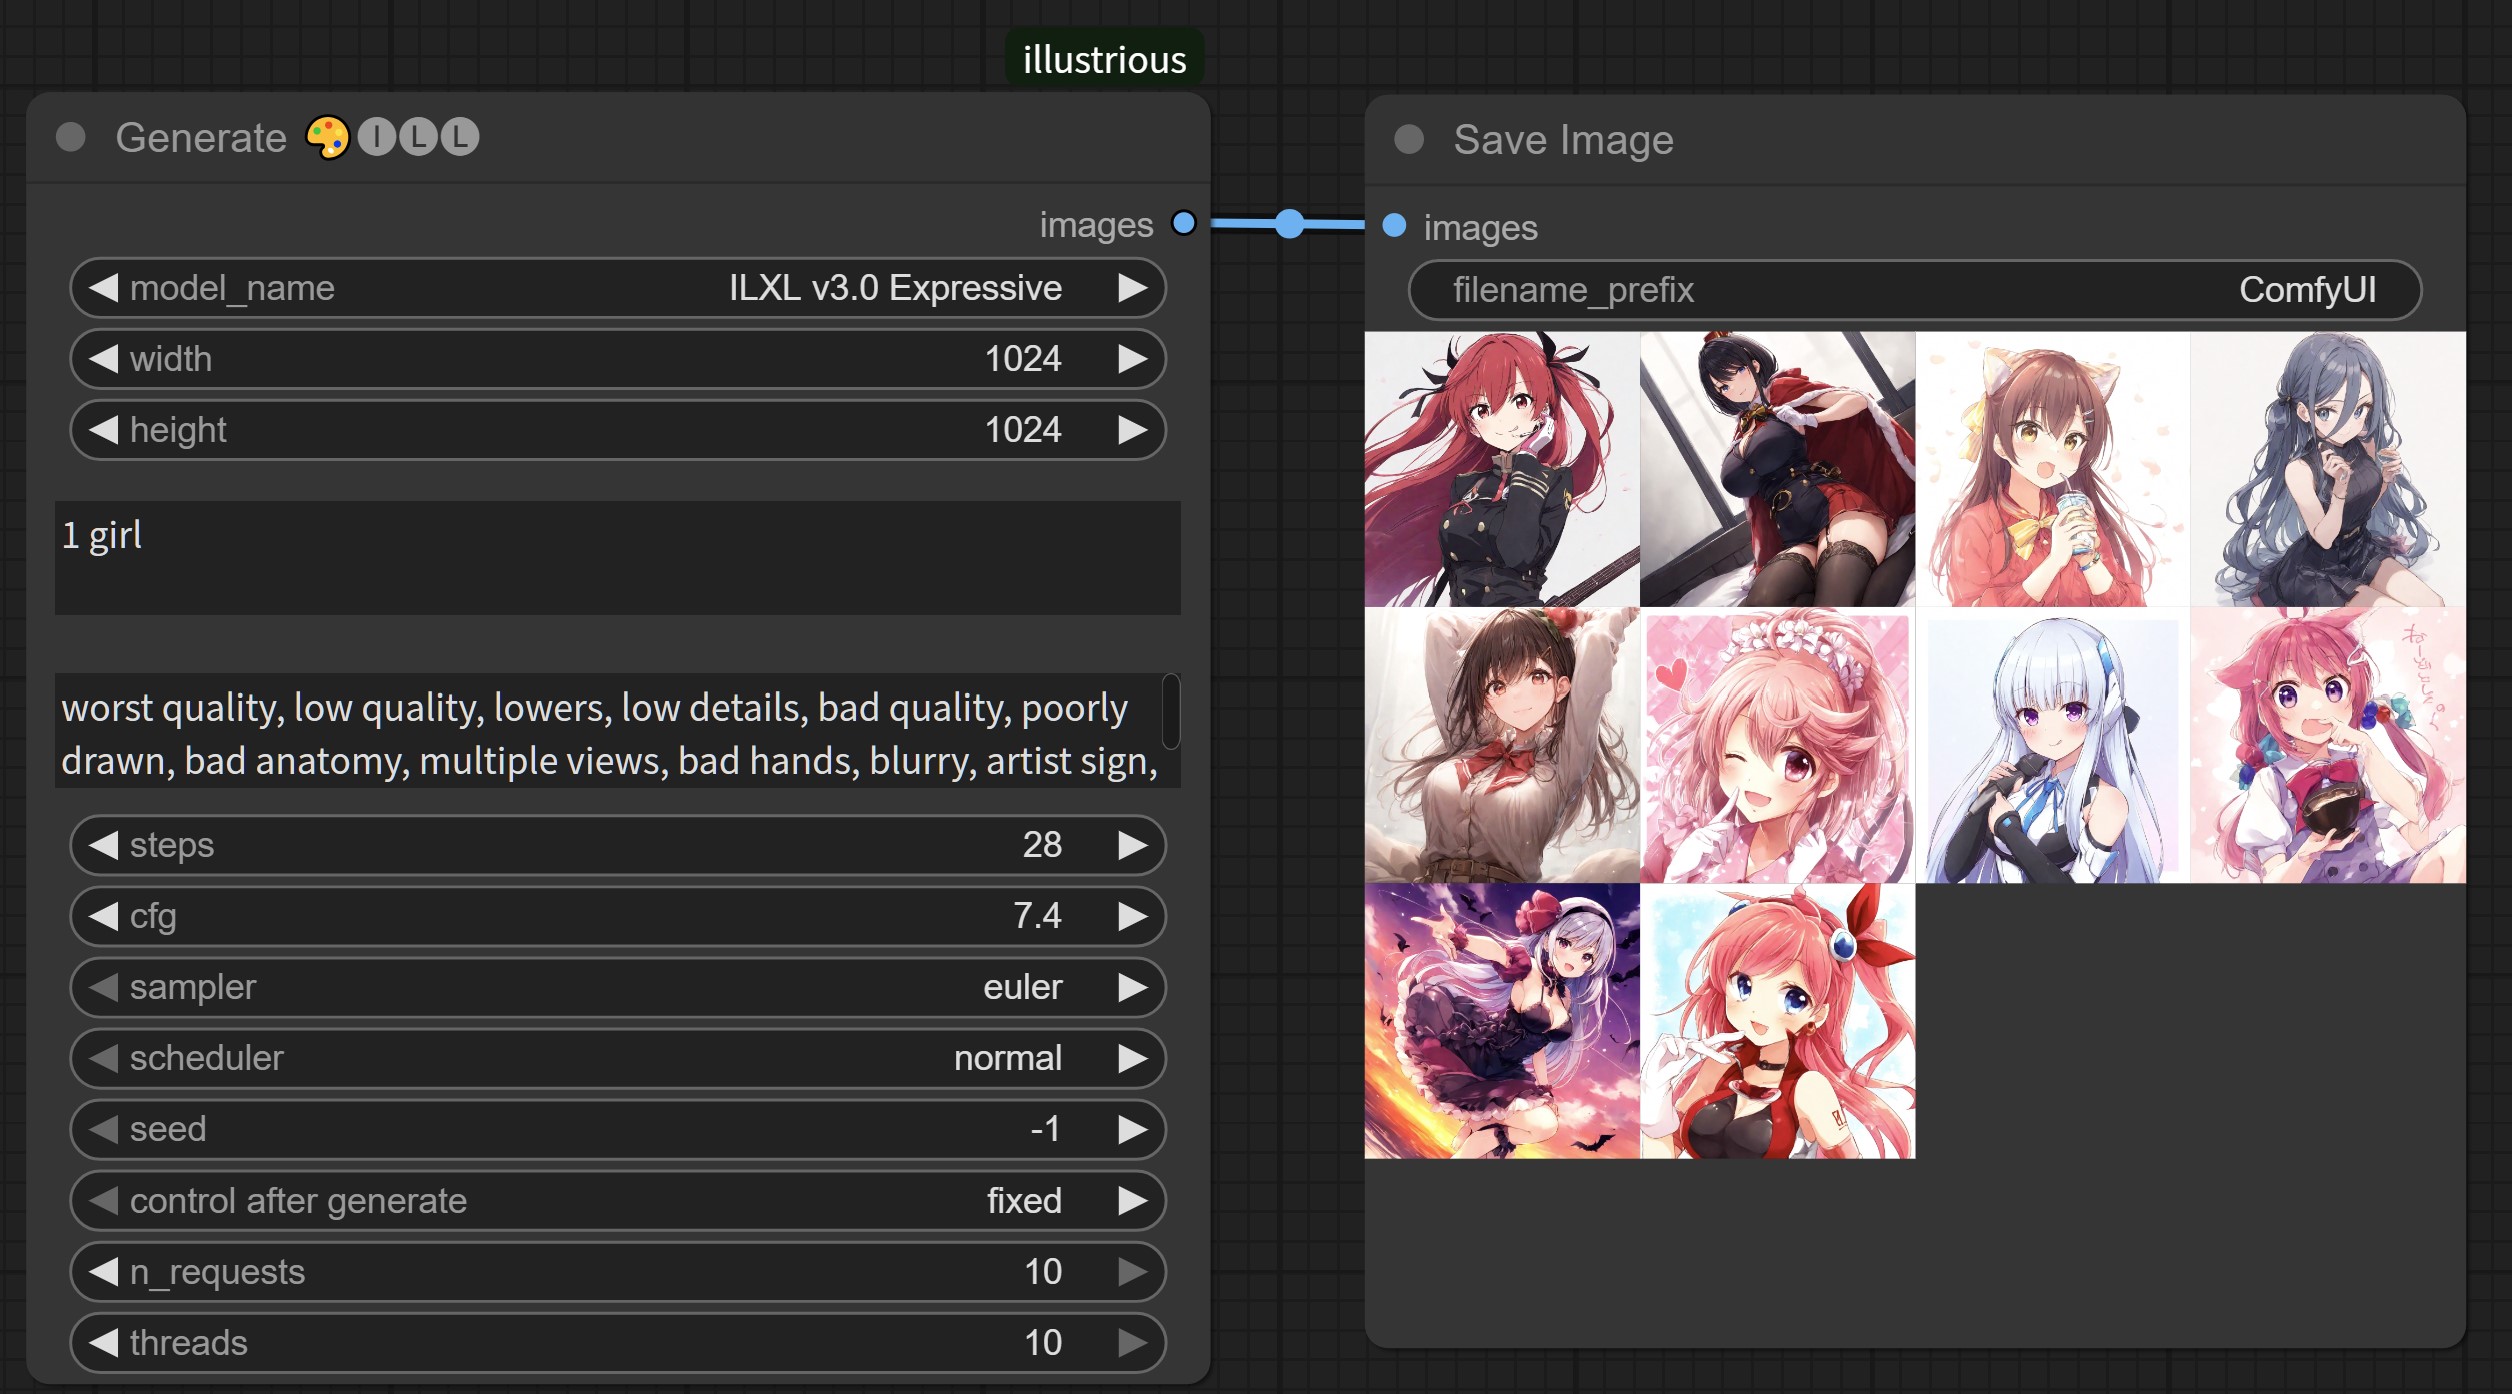 illustrious
Generate 🎨ⒾⓁⓁ
images
model_name ILXL v3.0 Expressive
width 1024
height 1024
1 girl
worst quality, low quality, lowers, low details, bad quality, poorly
drawn, bad anatomy, multiple views, bad hands, blurry, artist sign,
steps 28
cfg 7.4
sampler euler
scheduler normal
seed -1
control after generate fixed
n_requests 10
threads 10
Save Image
images
filename_prefix ComfyUI